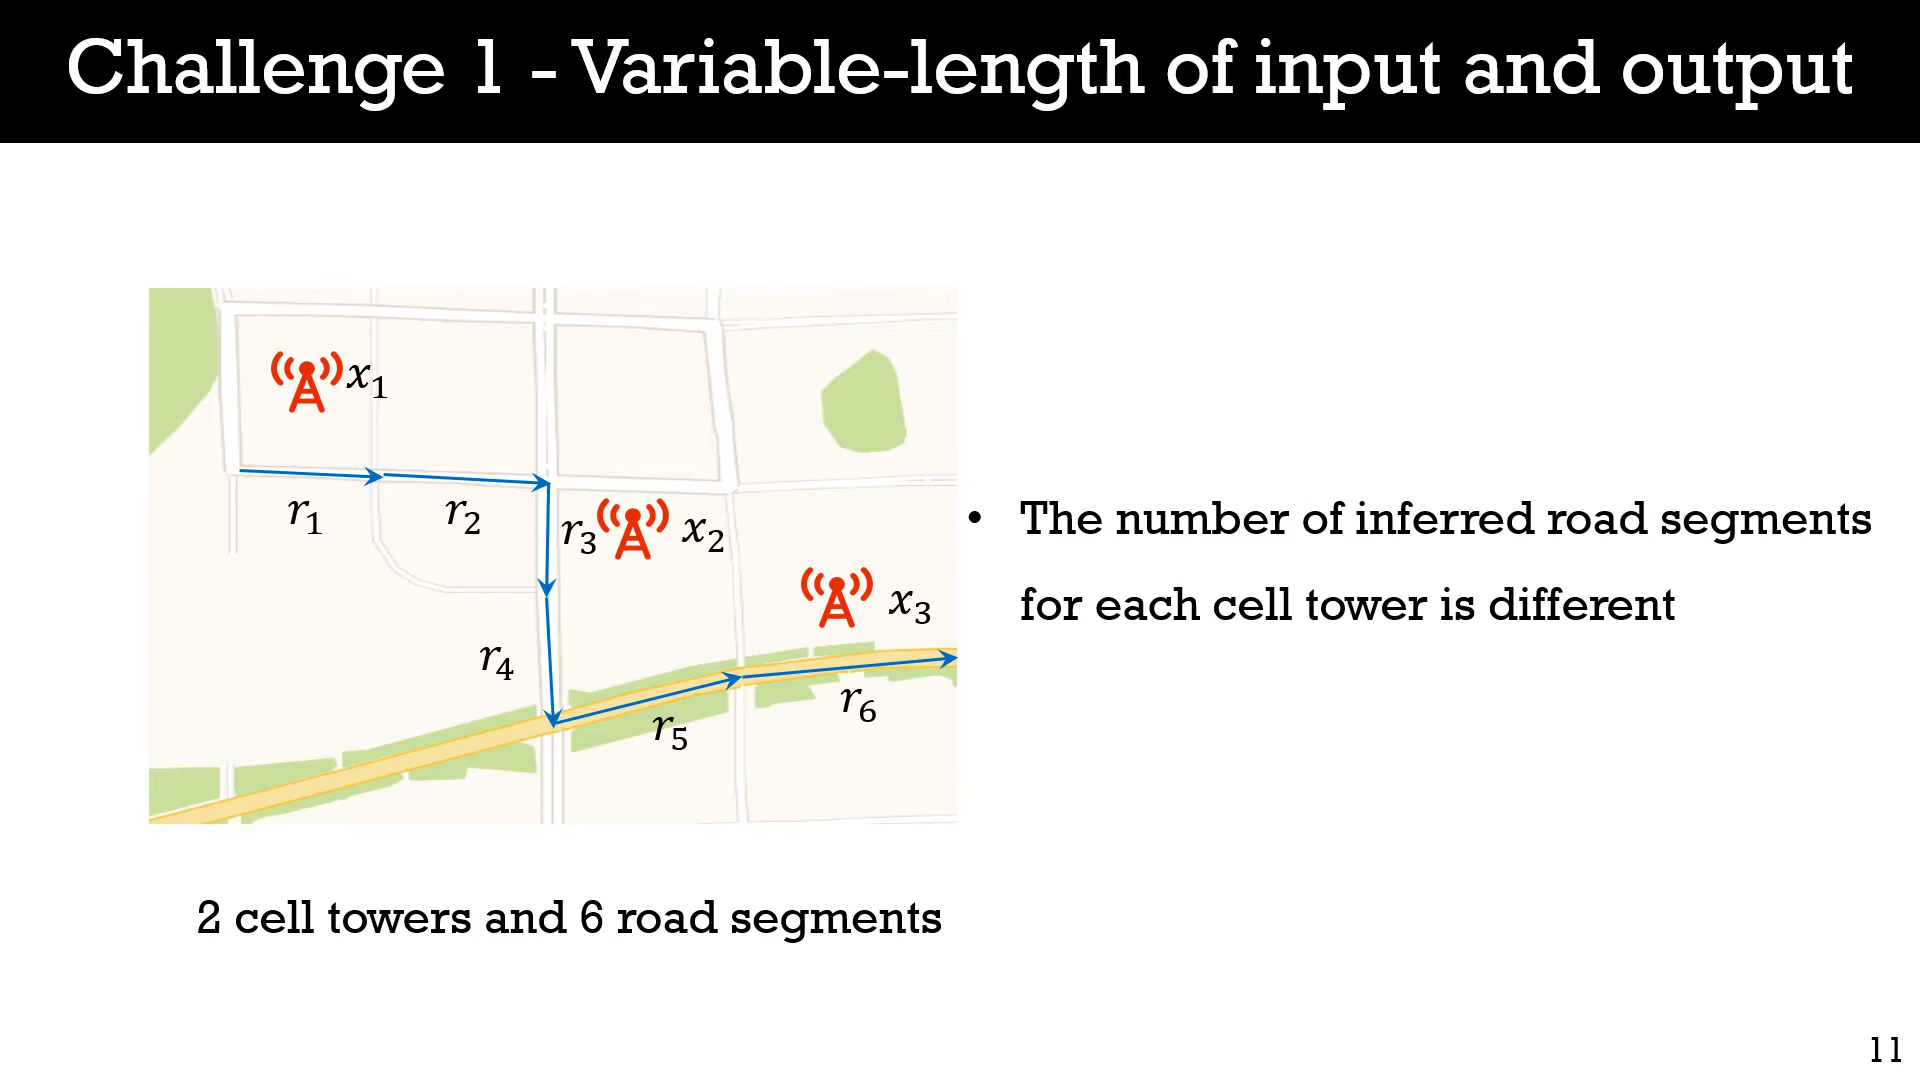 Challenge 1 - Variable-length of input and output
x₁
r₁
r₂
r₃
x₂
x₃
r₄
r₅
r₆
• The number of inferred road segments
for each cell tower is different
2 cell towers and 6 road segments
11